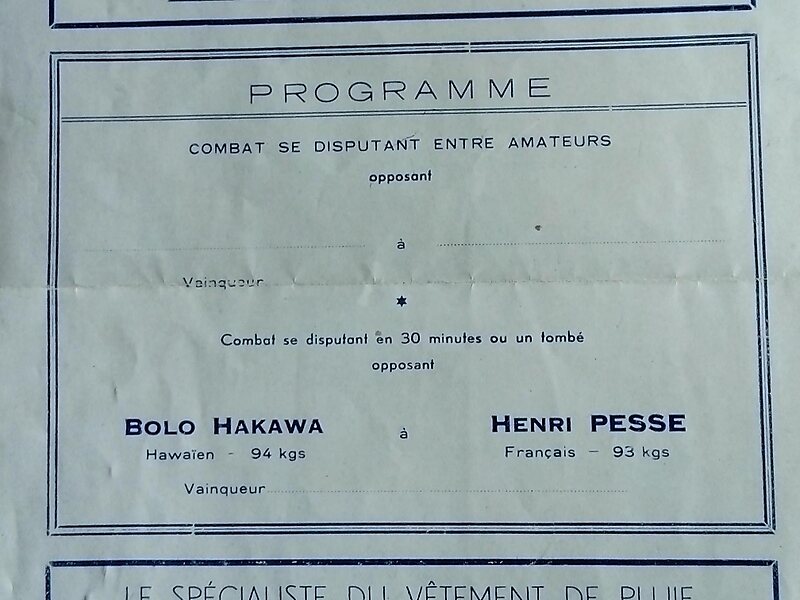 PROGRAMME
COMBAT SE DISPUTANT ENTRE AMATEURS
opposant
à
Vainqueur
Combat se disputant en 30 minutes ou un tombé
opposant
BOLO HAKAWA à HENRI PESSE
Hawaïen - 94 kgs Français - 93 kgs
Vainqueur
LE SPÉCIALISTE DU VÊTEMENT DE PLUIE